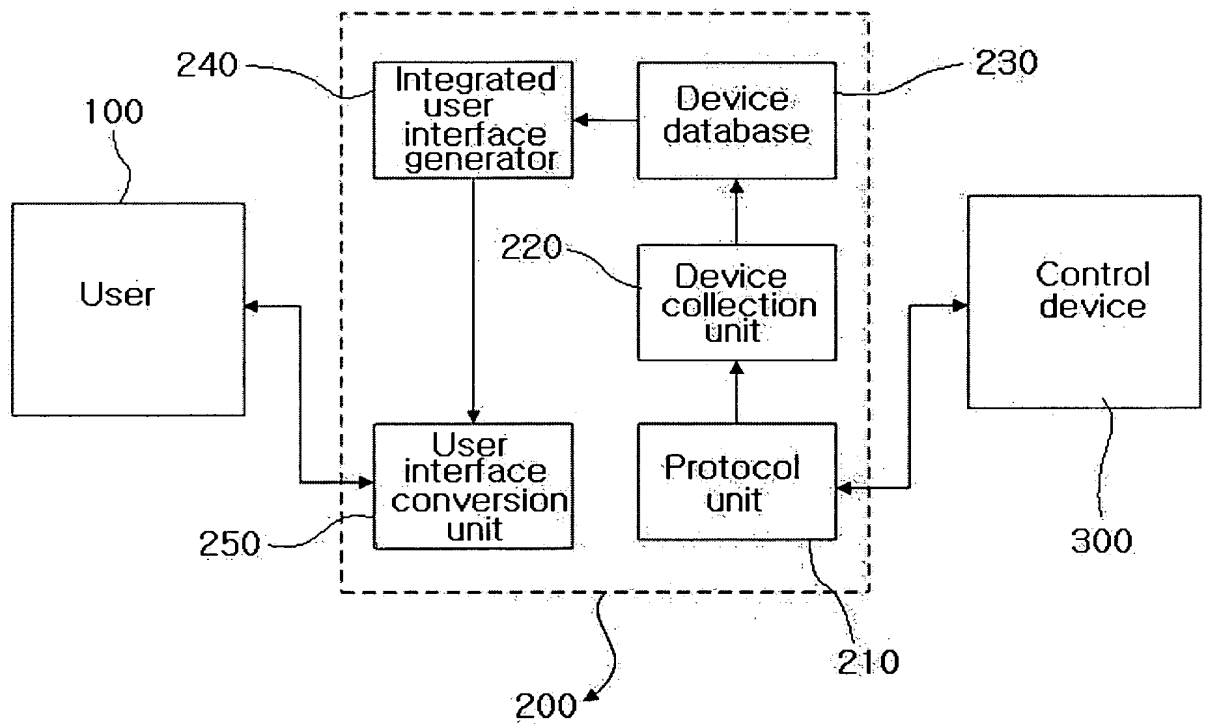 240
Integrated
user
interface
generator
Device
database
230
100
User
220
Device
collection
unit
Control
device
User
interface
conversion
unit
250
Protocol
unit
300
210
200